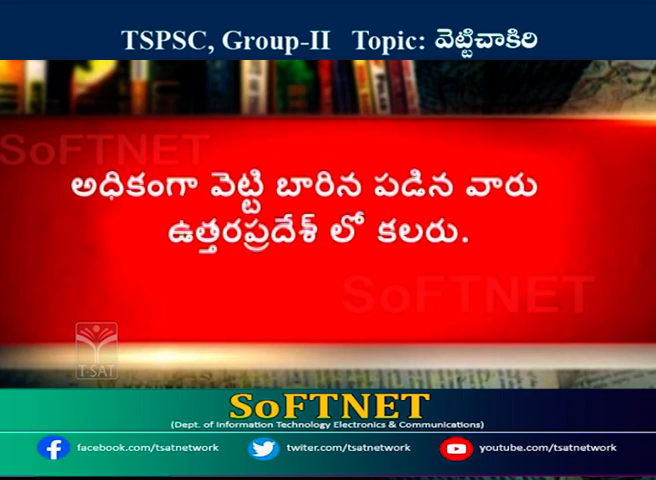 TSPSC, Group-II Topic: వెట్టిచాకిరి
SoFTNET
అధికంగా వెట్టి బారిన పడిన వారు
ఉత్తరప్రదేశ్ లో కలరు.
SoFTNET
T-SAT
SoFTNET
(Dept. of Information Technology Electronics & Communications)
facebook.com/tsatnetwork twiter.com/tsatnetwork youtube.com/tsatnetwork